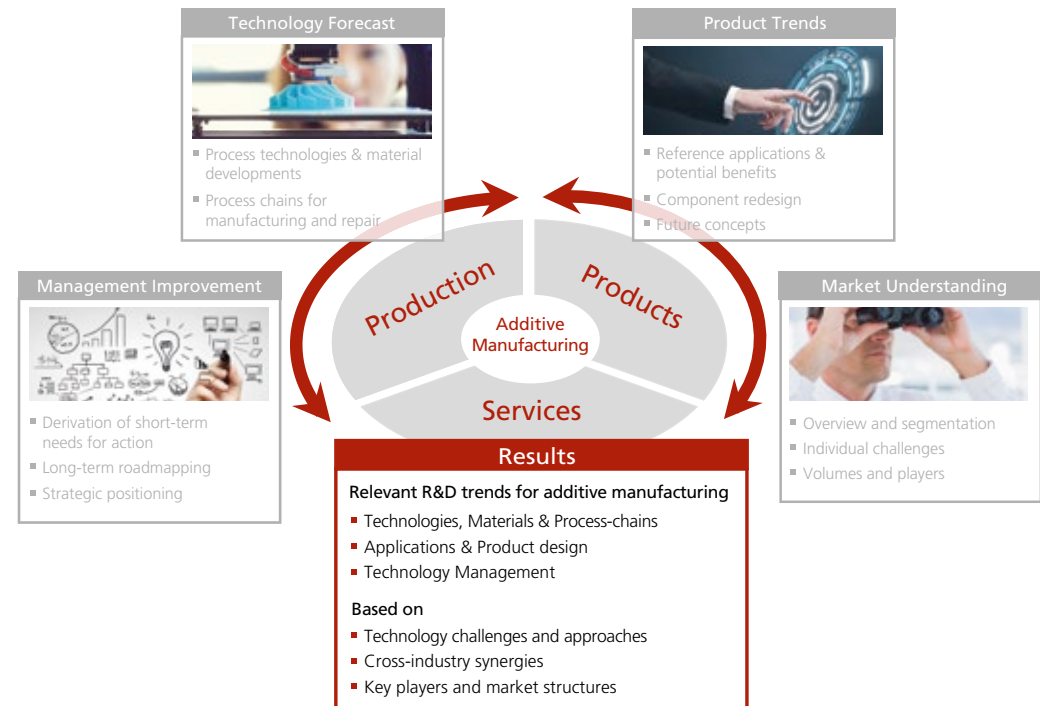 Technology Forecast
Process technologies & material
developments
Process chains for
manufacturing and repair
Product Trends
Reference applications &
potential benefits
Component redesign
Future concepts
Management Improvement
Derivation of short-term
needs for action
Long-term roadmapping
Strategic positioning
Production
Products
Additive
Manufacturing
Services
Market Understanding
Overview and segmentation
Individual challenges
Volumes and players
Results
Relevant R&D trends for additive manufacturing
Technologies, Materials & Process-chains
Applications & Product design
Technology Management
Based on
Technology challenges and approaches
Cross-industry synergies
Key players and market structures